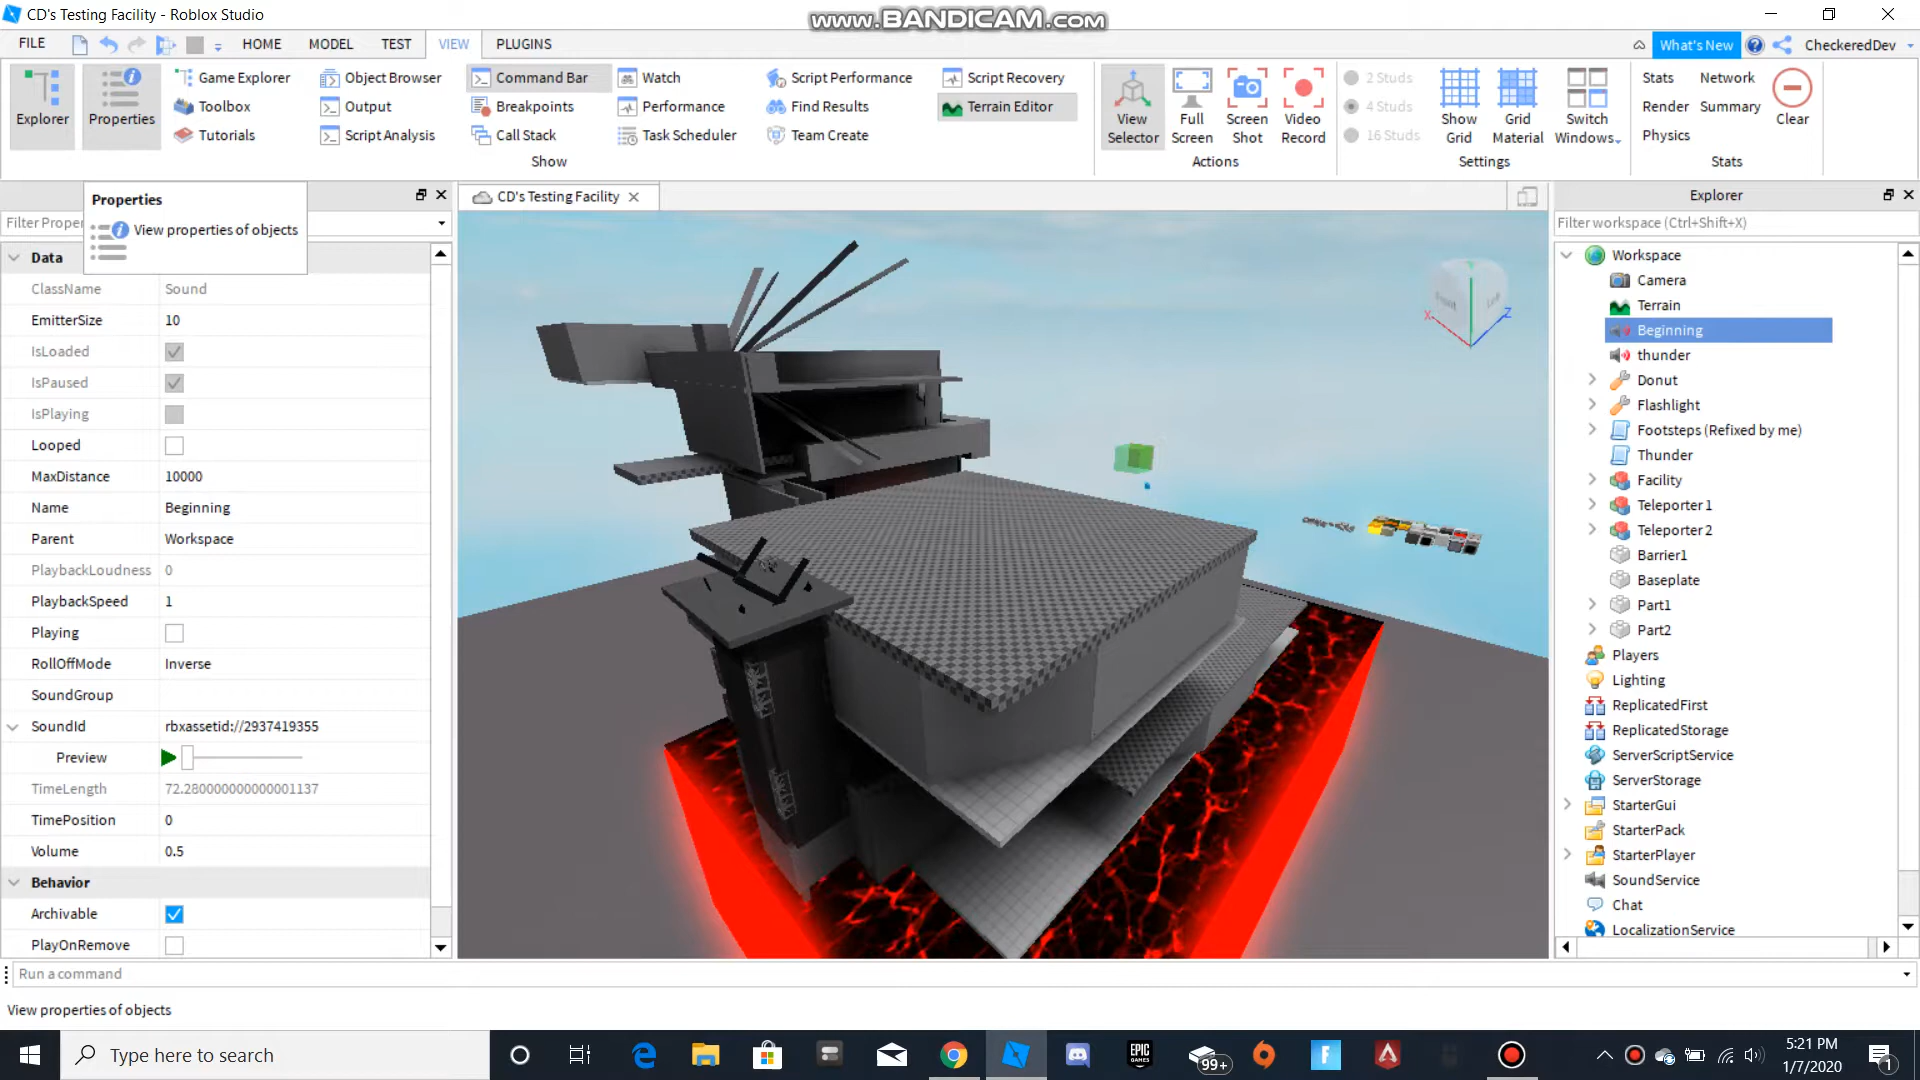 CD's Testing Facility - Roblox Studio
www.BANDICAM.com
FILE
HOME
MODEL
TEST
VIEW
PLUGINS
What's New
CheckeredDev
Explorer
Properties
Game Explorer
Toolbox
Tutorials
Object Browser
Output
Script Analysis
Command Bar
Breakpoints
Call Stack
Watch
Performance
Task Scheduler
Script Performance
Find Results
Team Create
Script Recovery
Terrain Editor
Show
View Selector
Full Screen
Screen Shot
Video Record
Actions
2 Studs
4 Studs
16 Studs
Show Grid
Grid Material
Switch Windows
Settings
Stats
Network
Render
Summary
Physics
Clear
Stats
Filter Proper
Properties
View properties of objects
CD's Testing Facility
Data
ClassName Sound
EmitterSize 10
IsLoaded
IsPaused
IsPlaying
Looped
MaxDistance 10000
Name Beginning
Parent Workspace
PlaybackLoudness 0
PlaybackSpeed 1
Playing
RollOffMode Inverse
SoundGroup
SoundId rbxassetid://2937419355
Preview
TimeLength 72.280000000000001137
TimePosition 0
Volume 0.5
Behavior
Archivable
PlayOnRemove
X
Y
Z
Explorer
Filter workspace (Ctrl+Shift+X)
Workspace
Camera
Terrain
Beginning
thunder
Donut
Flashlight
Footsteps (Refixed by me)
Thunder
Facility
Teleporter 1
Teleporter 2
Barrier1
Baseplate
Part1
Part2
Players
Lighting
ReplicatedFirst
ReplicatedStorage
ServerScriptService
ServerStorage
StarterGui
StarterPack
StarterPlayer
SoundService
Chat
LocalizationService
Run a command
View properties of objects
Type here to search
EPIC GAMES
99+
5:21 PM
1/7/2020
1